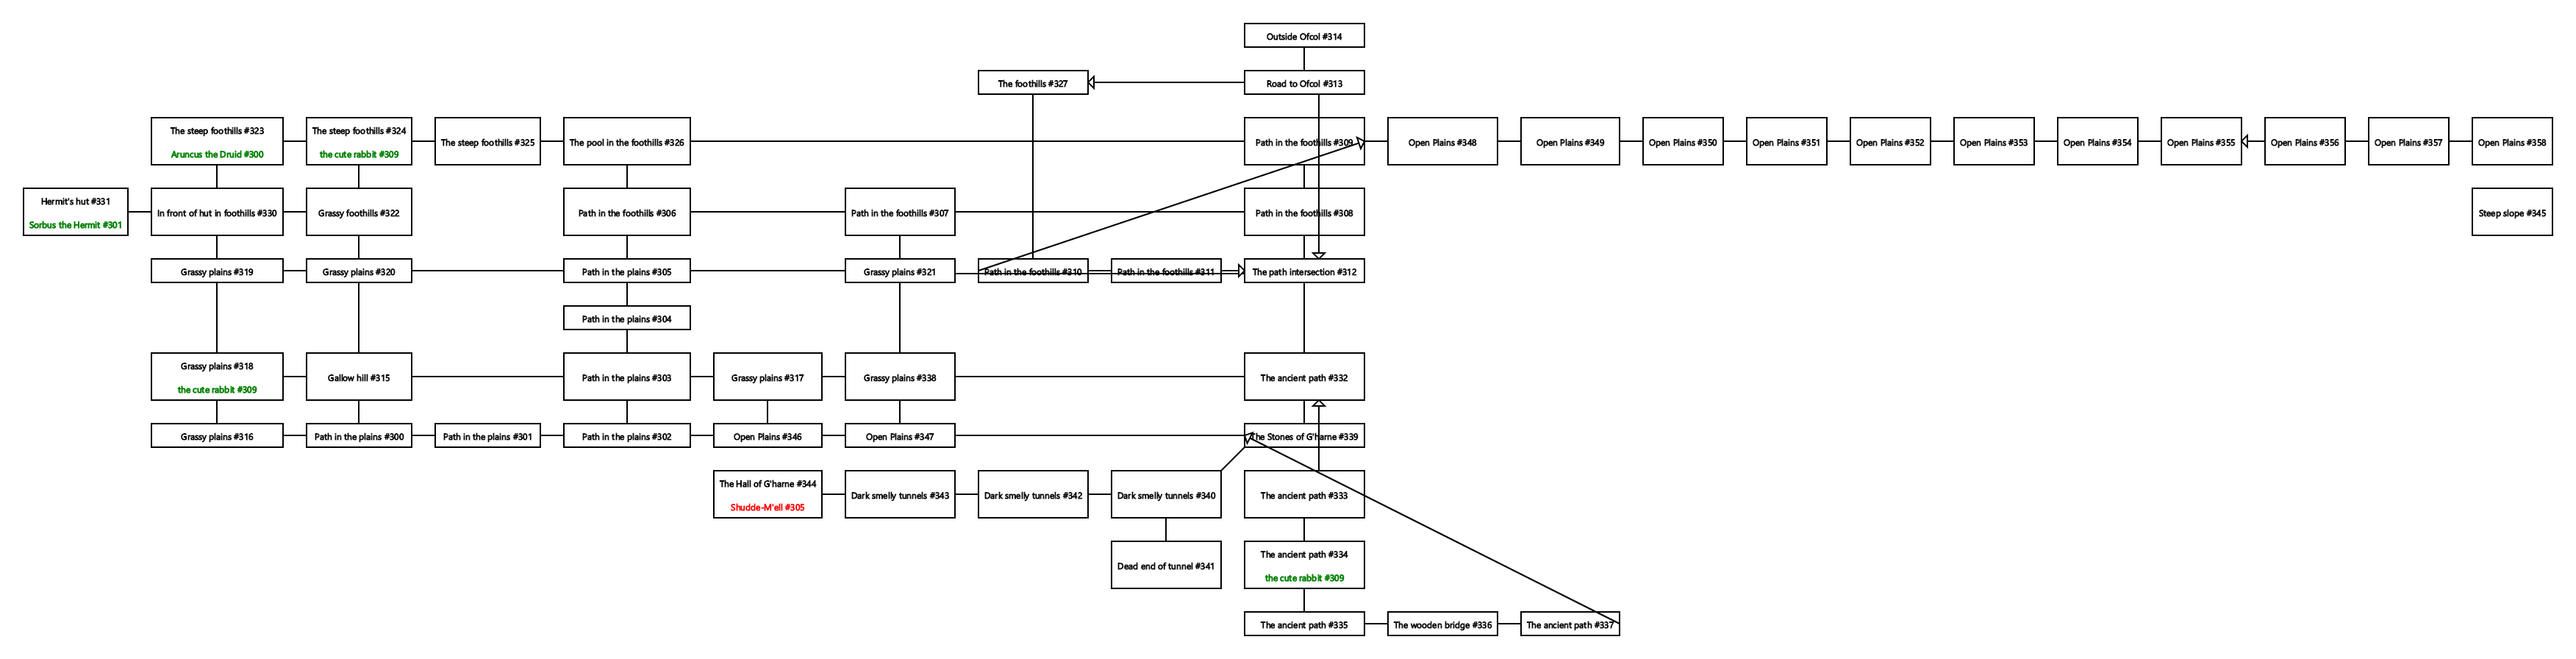 Outside Ofcol #314
The foothills #327
Road to Ofcol #313
The steep foothills #323
Aruncus the Druid #300
The steep foothills #324
the cute rabbit #309
The steep foothills #325
The pool in the foothills #326
Path in the foothills #309
Open Plains #348
Open Plains #349
Open Plains #350
Open Plains #351
Open Plains #352
Open Plains #353
Open Plains #354
Open Plains #355
Open Plains #356
Open Plains #357
Open Plains #358
Hermit's hut #331
Sorbus the Hermit #301
In front of hut in foothills #330
Grassy foothills #322
Path in the foothills #306
Path in the foothills #307
Path in the foothills #308
Steep slope #345
Grassy plains #319
Grassy plains #320
Path in the plains #305
Grassy plains #321
Path in the foothills #310
Path in the foothills #311
The path intersection #312
Path in the plains #304
Grassy plains #318
the cute rabbit #309
Gallow hill #315
Path in the plains #303
Grassy plains #317
Grassy plains #338
The ancient path #332
Grassy plains #316
Path in the plains #300
Path in the plains #301
Path in the plains #302
Open Plains #346
Open Plains #347
The Stones of G'harne #339
The Hall of G'harne #344
Shudde-M'ell #305
Dark smelly tunnels #343
Dark smelly tunnels #342
Dark smelly tunnels #340
The ancient path #333
Dead end of tunnel #341
The ancient path #334
the cute rabbit #309
The ancient path #335
The wooden bridge #336
The ancient path #337